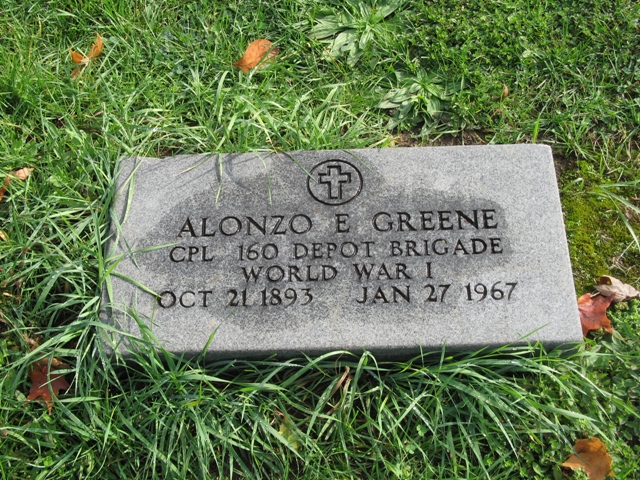 ALONZO E GREENE
CPL 160 DEPOT BRIGADE
WORLD WAR I
OCT 21 1893 JAN 27 1967